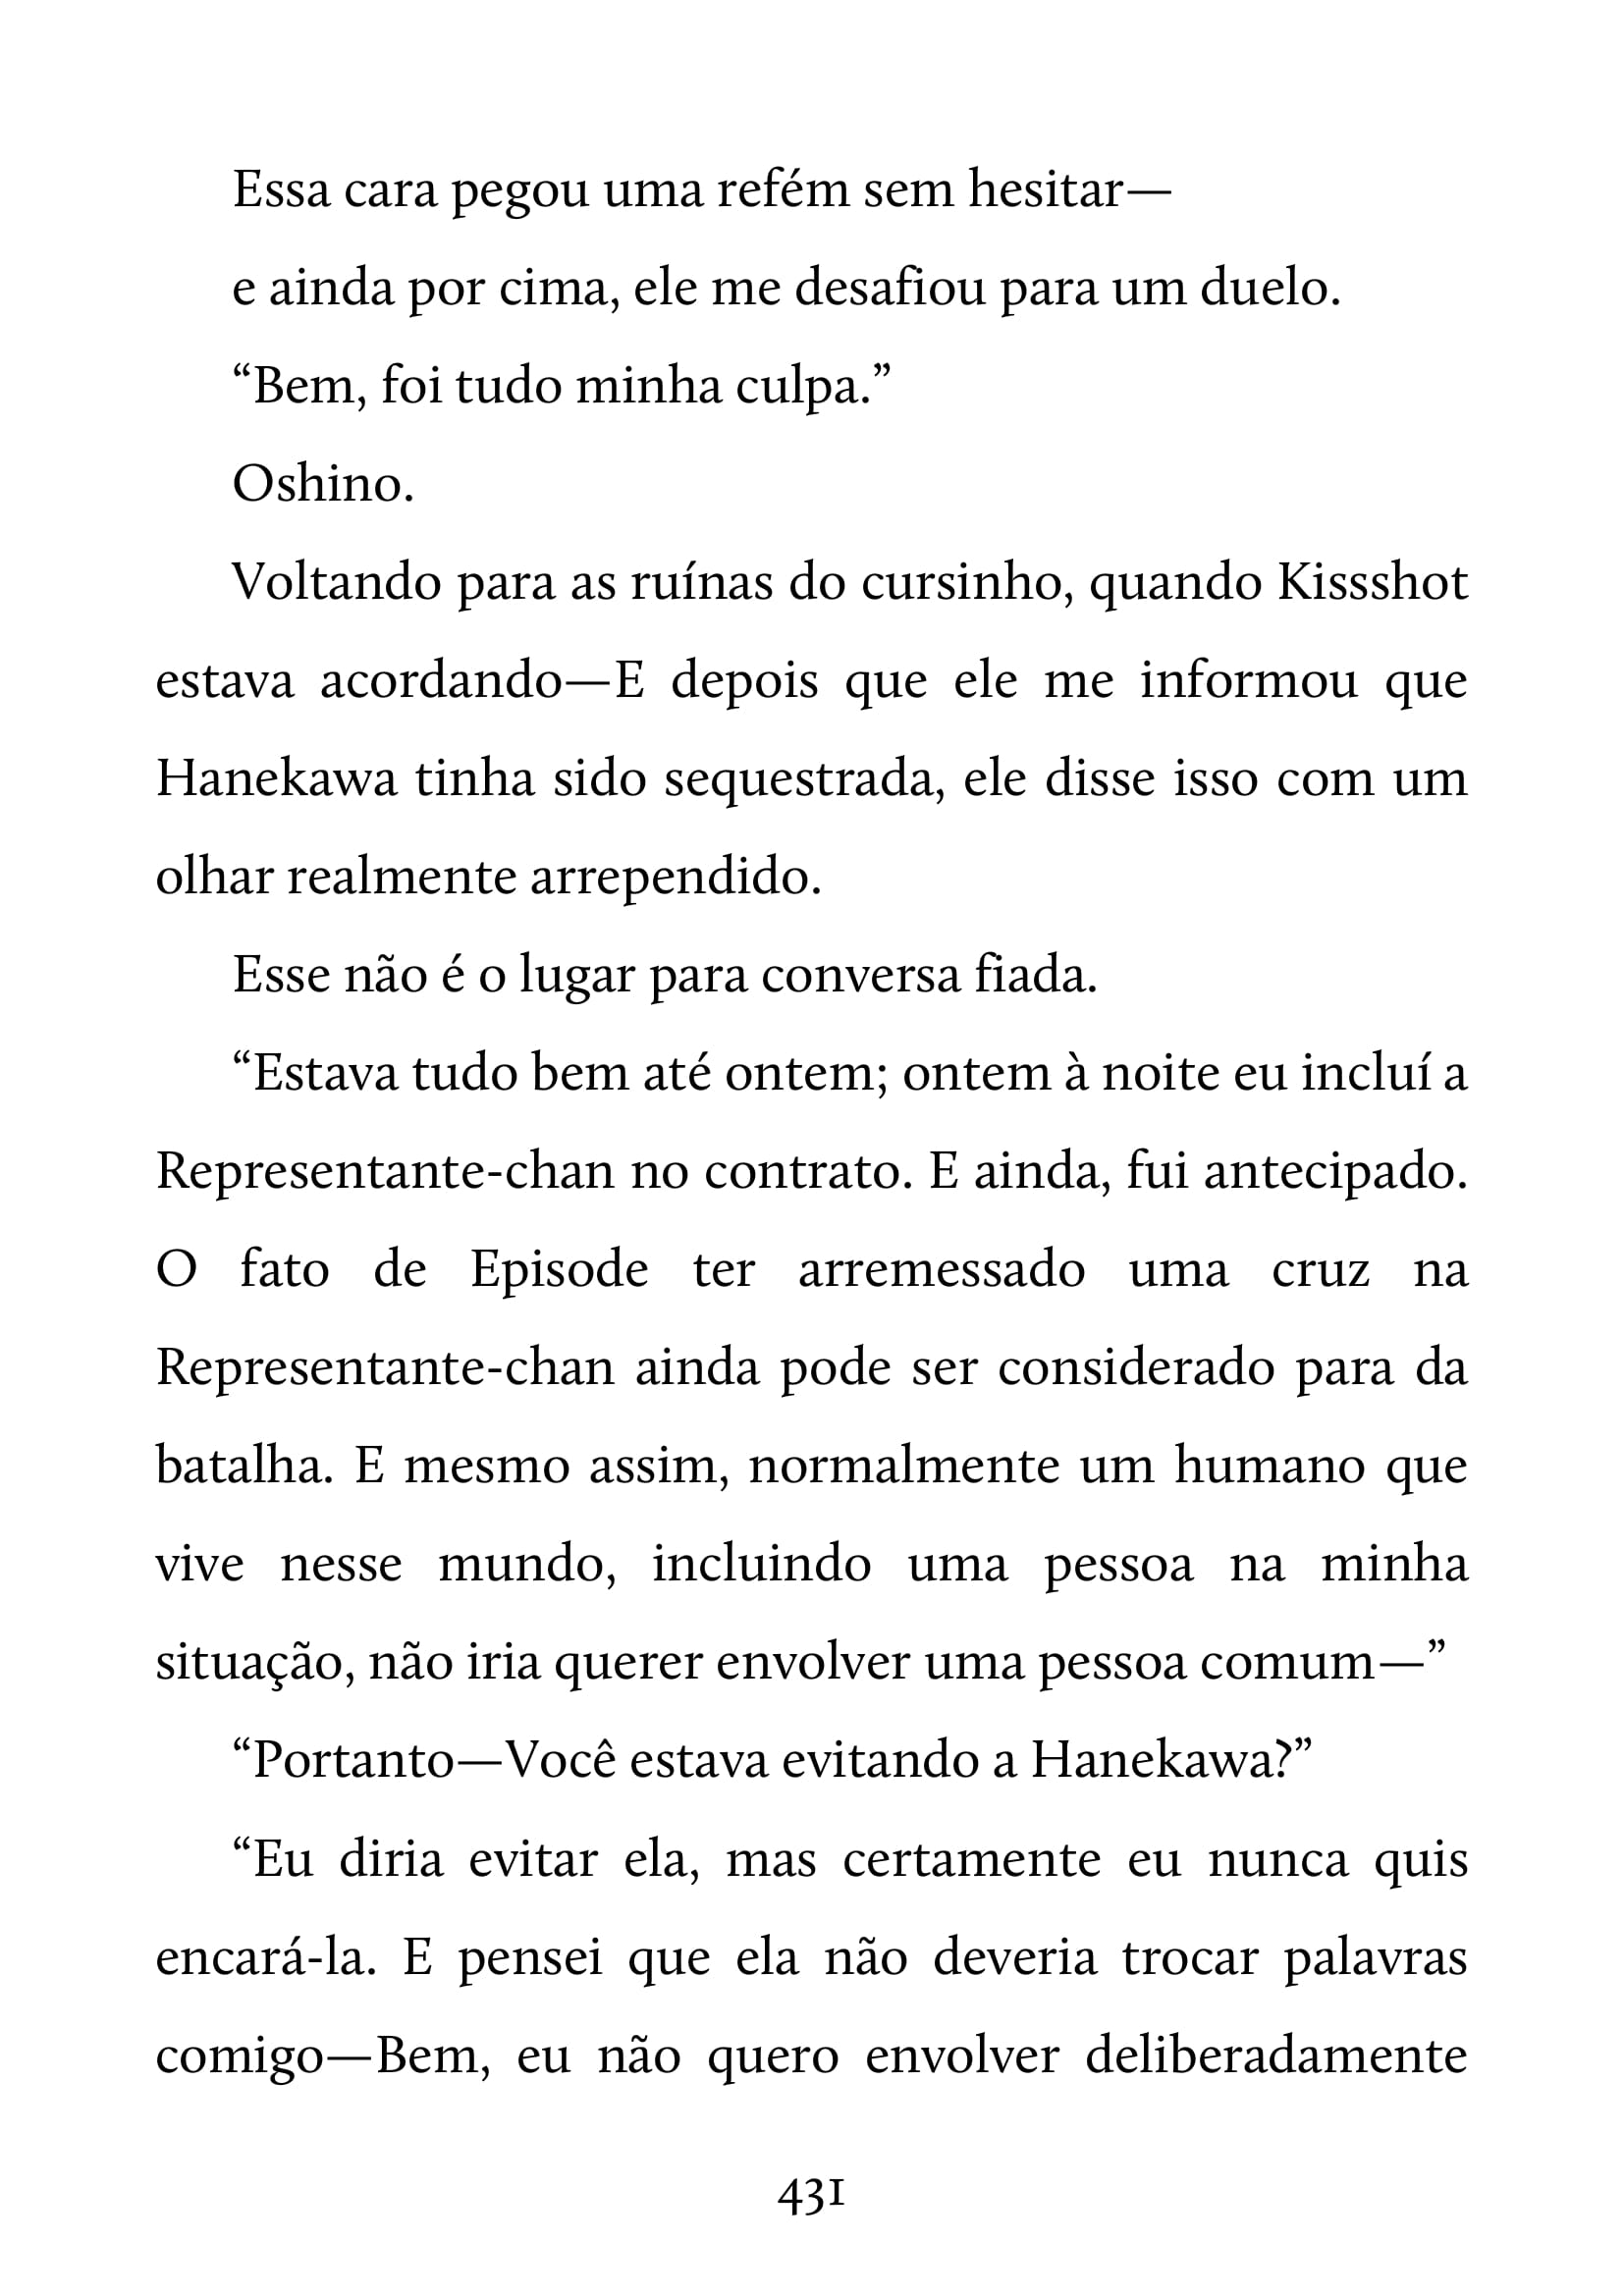 Essa cara pegou uma refém sem hesitar—
e ainda por cima, ele me desafiou para um duelo.
“Bem, foi tudo minha culpa.”
Oshino.
Voltando para as ruínas do cursinho, quando Kissshot
estava acordando—E depois que ele me informou que
Hanekawa tinha sido sequestrada, ele disse isso com um
olhar realmente arrependido.
Esse não é o lugar para conversa fiada.
“Estava tudo bem até ontem; ontem à noite eu incluí a
Representante-chan no contrato. E ainda, fui antecipado.
O fato de Episode ter arremessado uma cruz na
Representante-chan ainda pode ser considerado para da
batalha. E mesmo assim, normalmente um humano que
vive nesse mundo, incluindo uma pessoa na minha
situação, não iria querer envolver uma pessoa comum—”
“Portanto—Você estava evitando a Hanekawa?”
“Eu diria evitar ela, mas certamente eu nunca quis
encará-la. E pensei que ela não deveria trocar palavras
comigo—Bem, eu não quero envolver deliberadamente
431